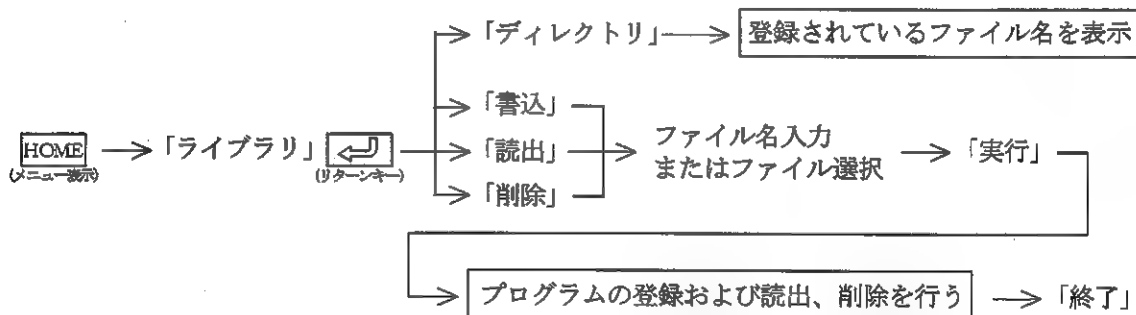 「ディレクトリ」
登録されているファイル名を表示
「書込」
HOME
「ライブラリ」
「読出」
ファイル名入力
またはファイル選択
「実行」
(メニュー表示)
(リターンキー)
「削除」
プログラムの登録および読出、削除を行う
「終了」